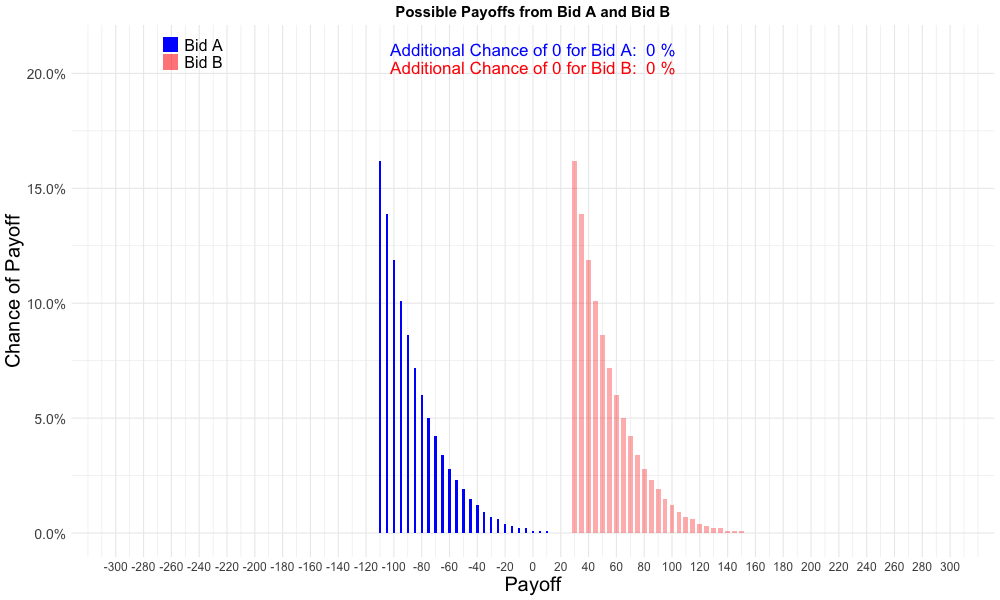 Possible Payoffs from Bid A and Bid B
Bid A
Bid B
Additional Chance of 0 for Bid A: 0 %
Additional Chance of 0 for Bid B: 0 %
20.0%
15.0%
10.0%
5.0%
0.0%
Chance of Payoff
-300 -280 -260 -240 -220 -200 -180 -160 -140 -120 -100 -80 -60 -40 -20 0 20 40 60 80 100 120 140 160 180 200 220 240 260 280 300
Payoff